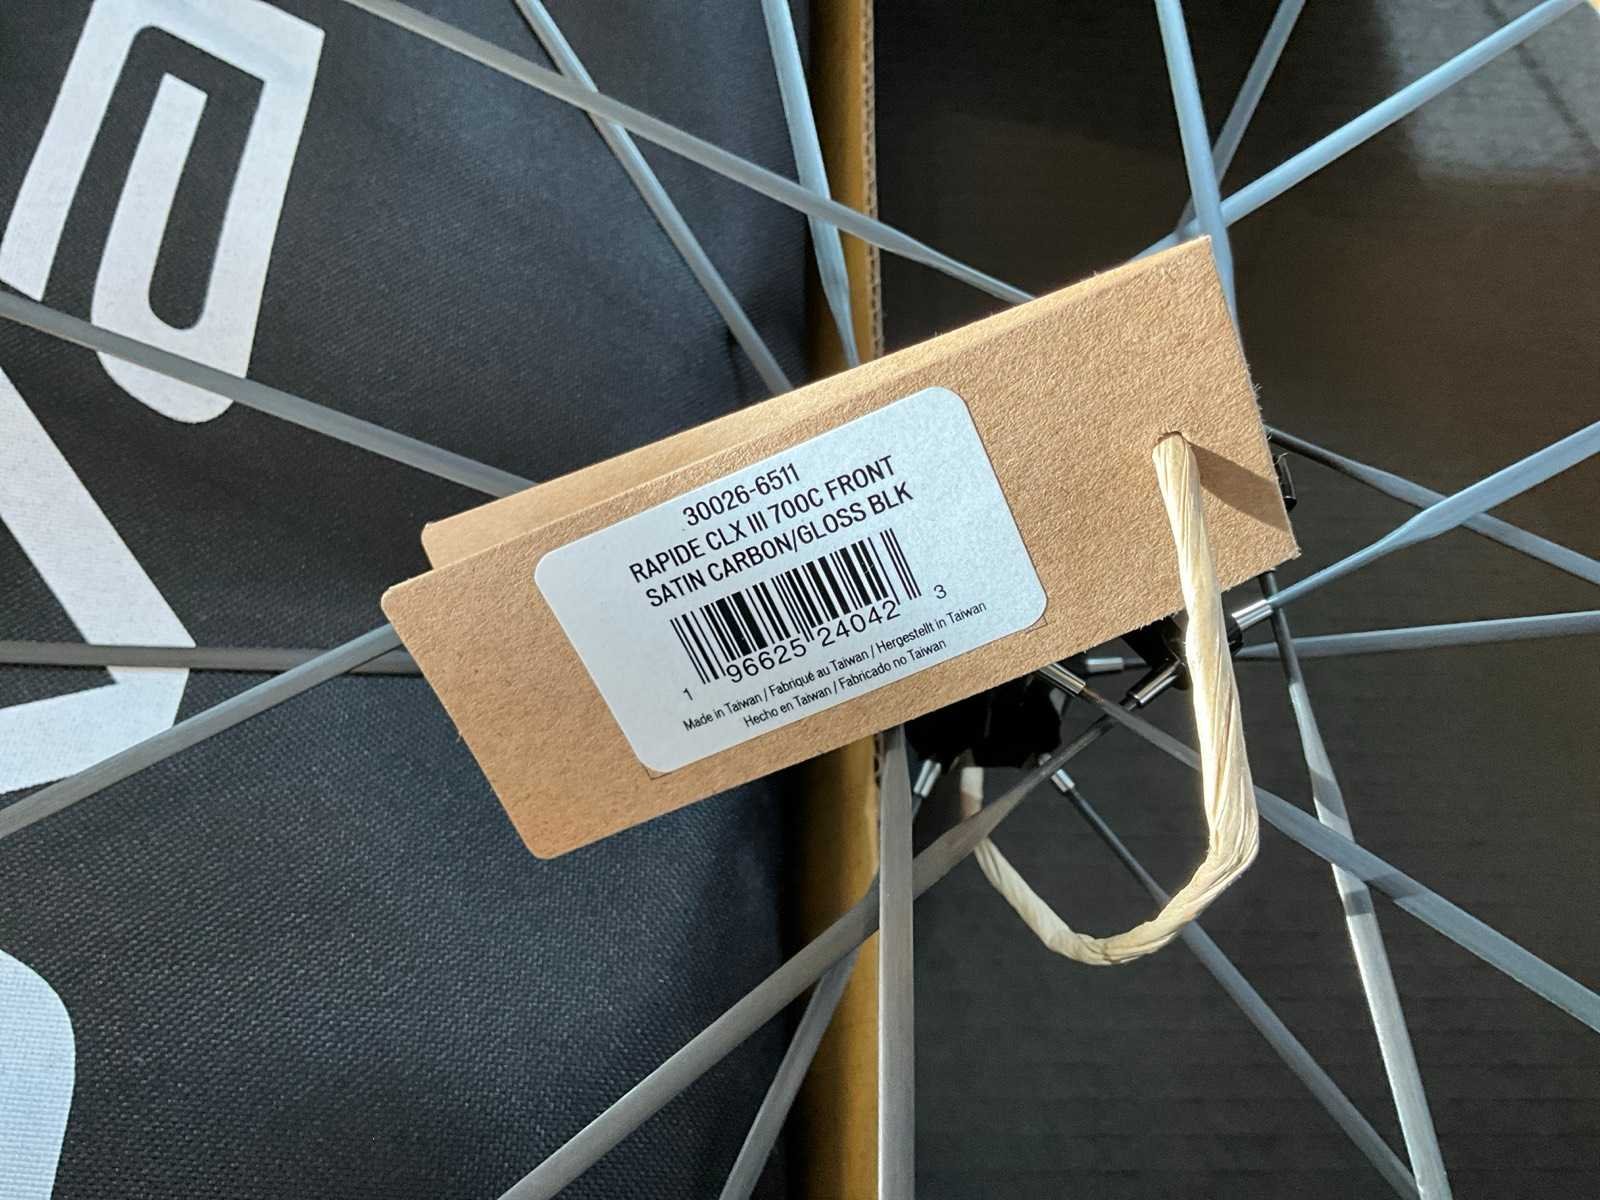 30026-6511
RAPIDE CLX III 700C FRONT
SATIN CARBON/GLOSS BLK
1 96625 24042 3
Made in Taiwan / Fabriqué au Taiwan / Hergestellt in Taiwan
Hecho en Taiwan / Fabricado no Taiwan